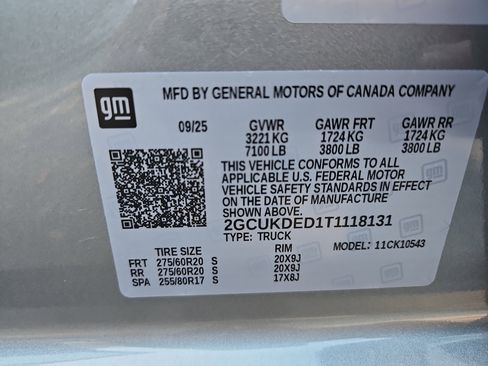 gm
MFD BY GENERAL MOTORS OF CANADA COMPANY
09/25 GVWR GAWR FRT GAWR RR
3221 KG 1724 KG 1724 KG
7100 LB 3800 LB 3800 LB
THIS VEHICLE CONFORMS TO ALL
APPLICABLE U.S. FEDERAL MOTOR
VEHICLE SAFETY STANDARDS IN EFFECT
ON THE DATE OF MANUFACTURE
SHOWN ABOVE.
2GCUKDED1T1118131
TYPE: TRUCK MODEL: 11CK10543
TIRE SIZE RIM
FRT 275/60R20 S 20X9J
RR 275/60R20 S 20X9J
SPA 255/80R17 S 17X8J